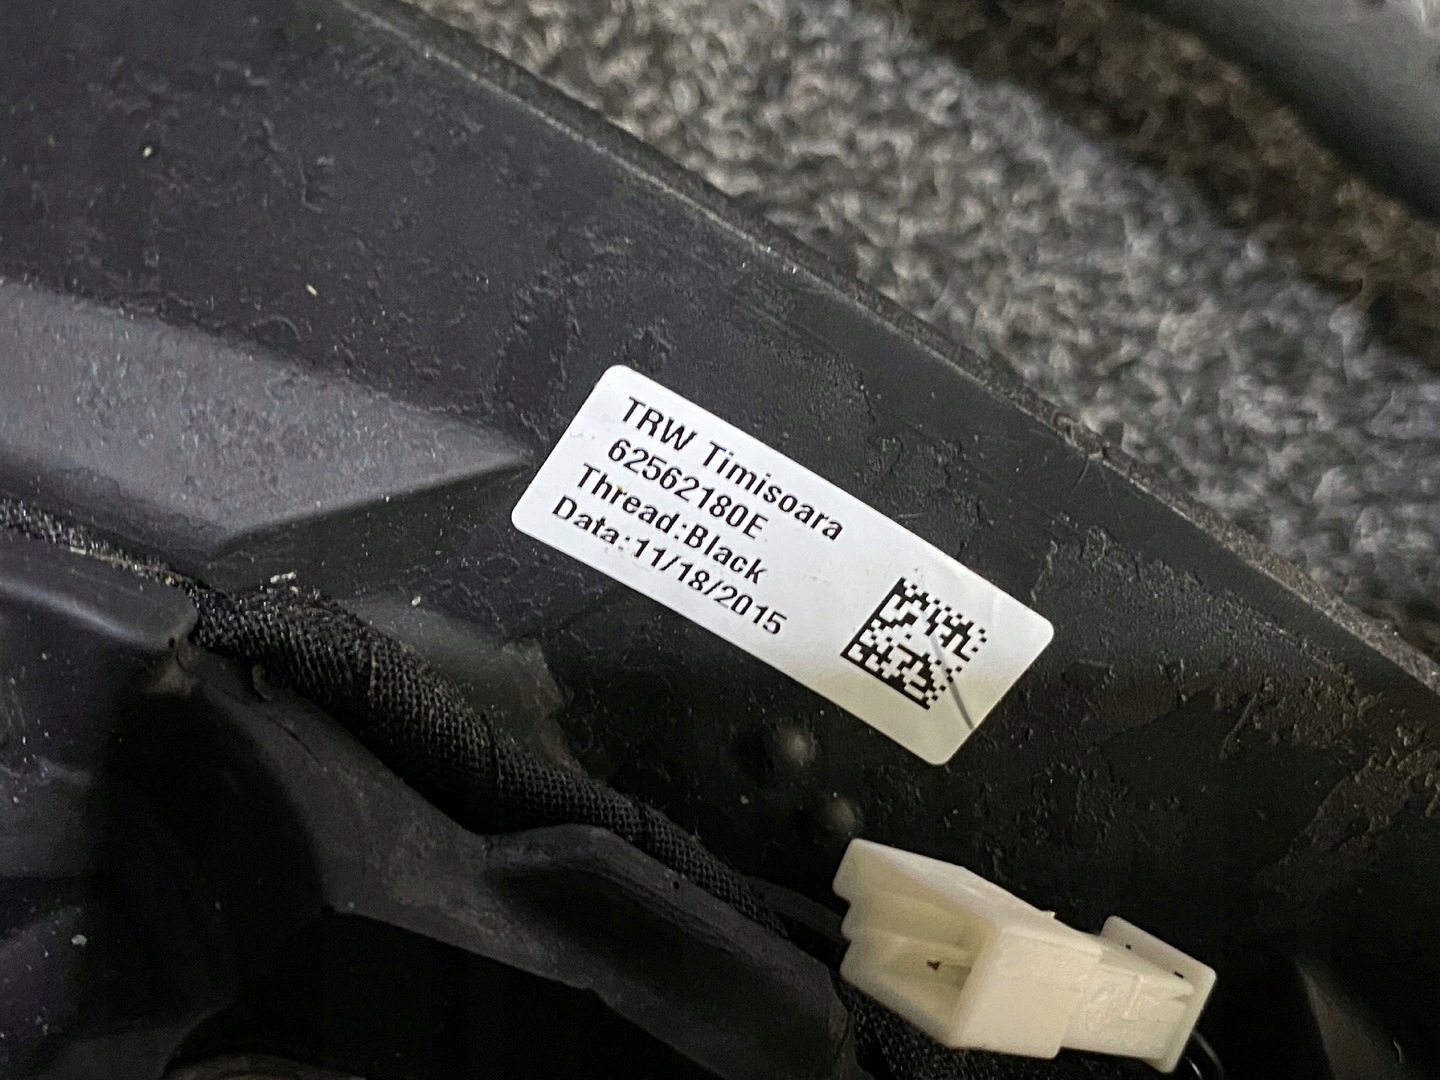 TRW Timisoara
62562180E
Thread:Black
Data:11/18/2015